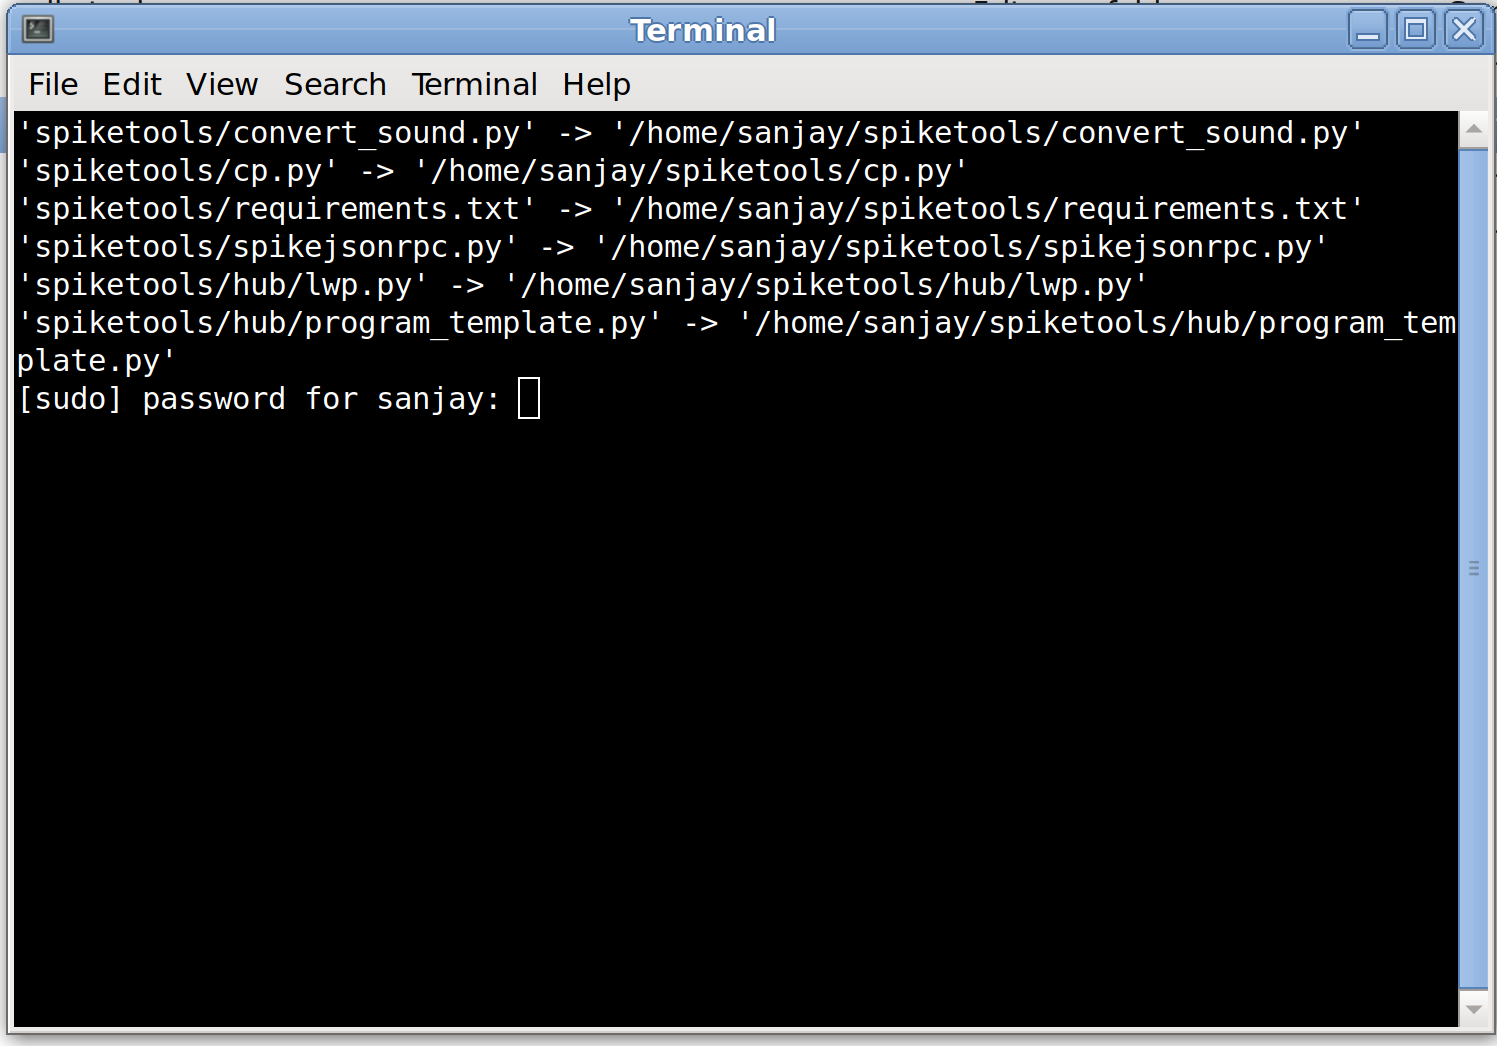 Terminal
File Edit View Search Terminal Help
'spiketools/convert_sound.py' -> '/home/sanjay/spiketools/convert_sound.py'
'spiketools/cp.py' -> '/home/sanjay/spiketools/cp.py'
'spiketools/requirements.txt' -> '/home/sanjay/spiketools/requirements.txt'
'spiketools/spikejsonrpc.py' -> '/home/sanjay/spiketools/spikejsonrpc.py'
'spiketools/hub/lwp.py' -> '/home/sanjay/spiketools/hub/lwp.py'
'spiketools/hub/program_template.py' -> '/home/sanjay/spiketools/hub/program_tem
plate.py'
[sudo] password for sanjay: